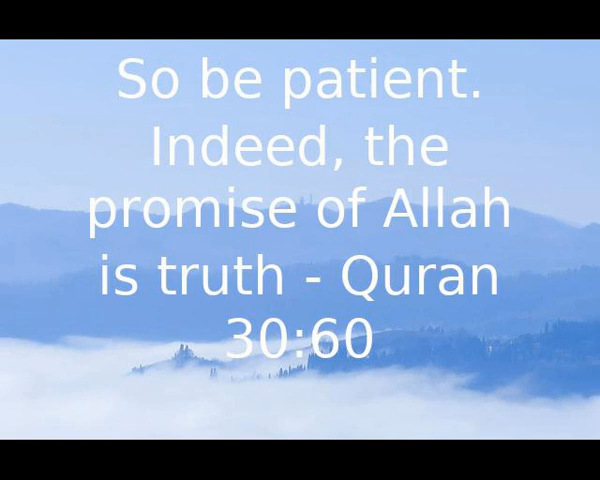 So be patient.
Indeed, the
promise of Allah
is truth - Quran
30:60